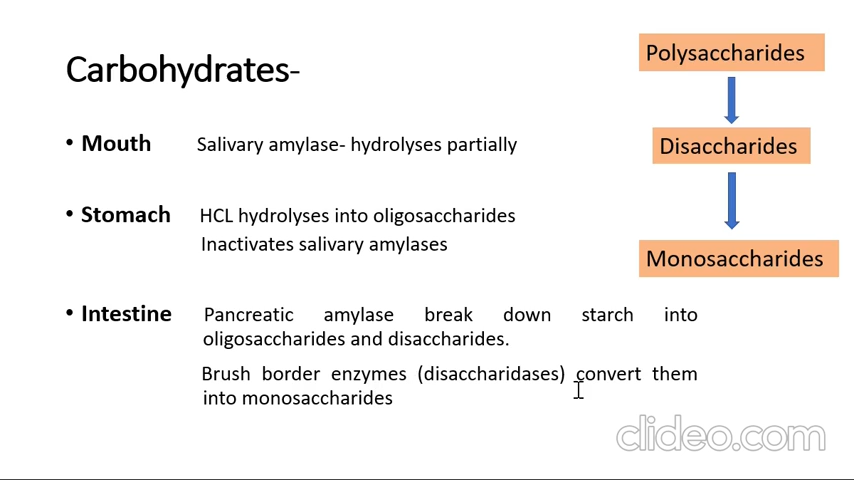 Carbohydrates-
• Mouth Salivary amylase- hydrolyses partially
• Stomach HCL hydrolyses into oligosaccharides
Inactivates salivary amylases
• Intestine Pancreatic amylase break down starch into
oligosaccharides and disaccharides.
Brush border enzymes (disaccharidases) convert them
into monosaccharides
Polysaccharides
Disaccharides
Monosaccharides
clideo.com